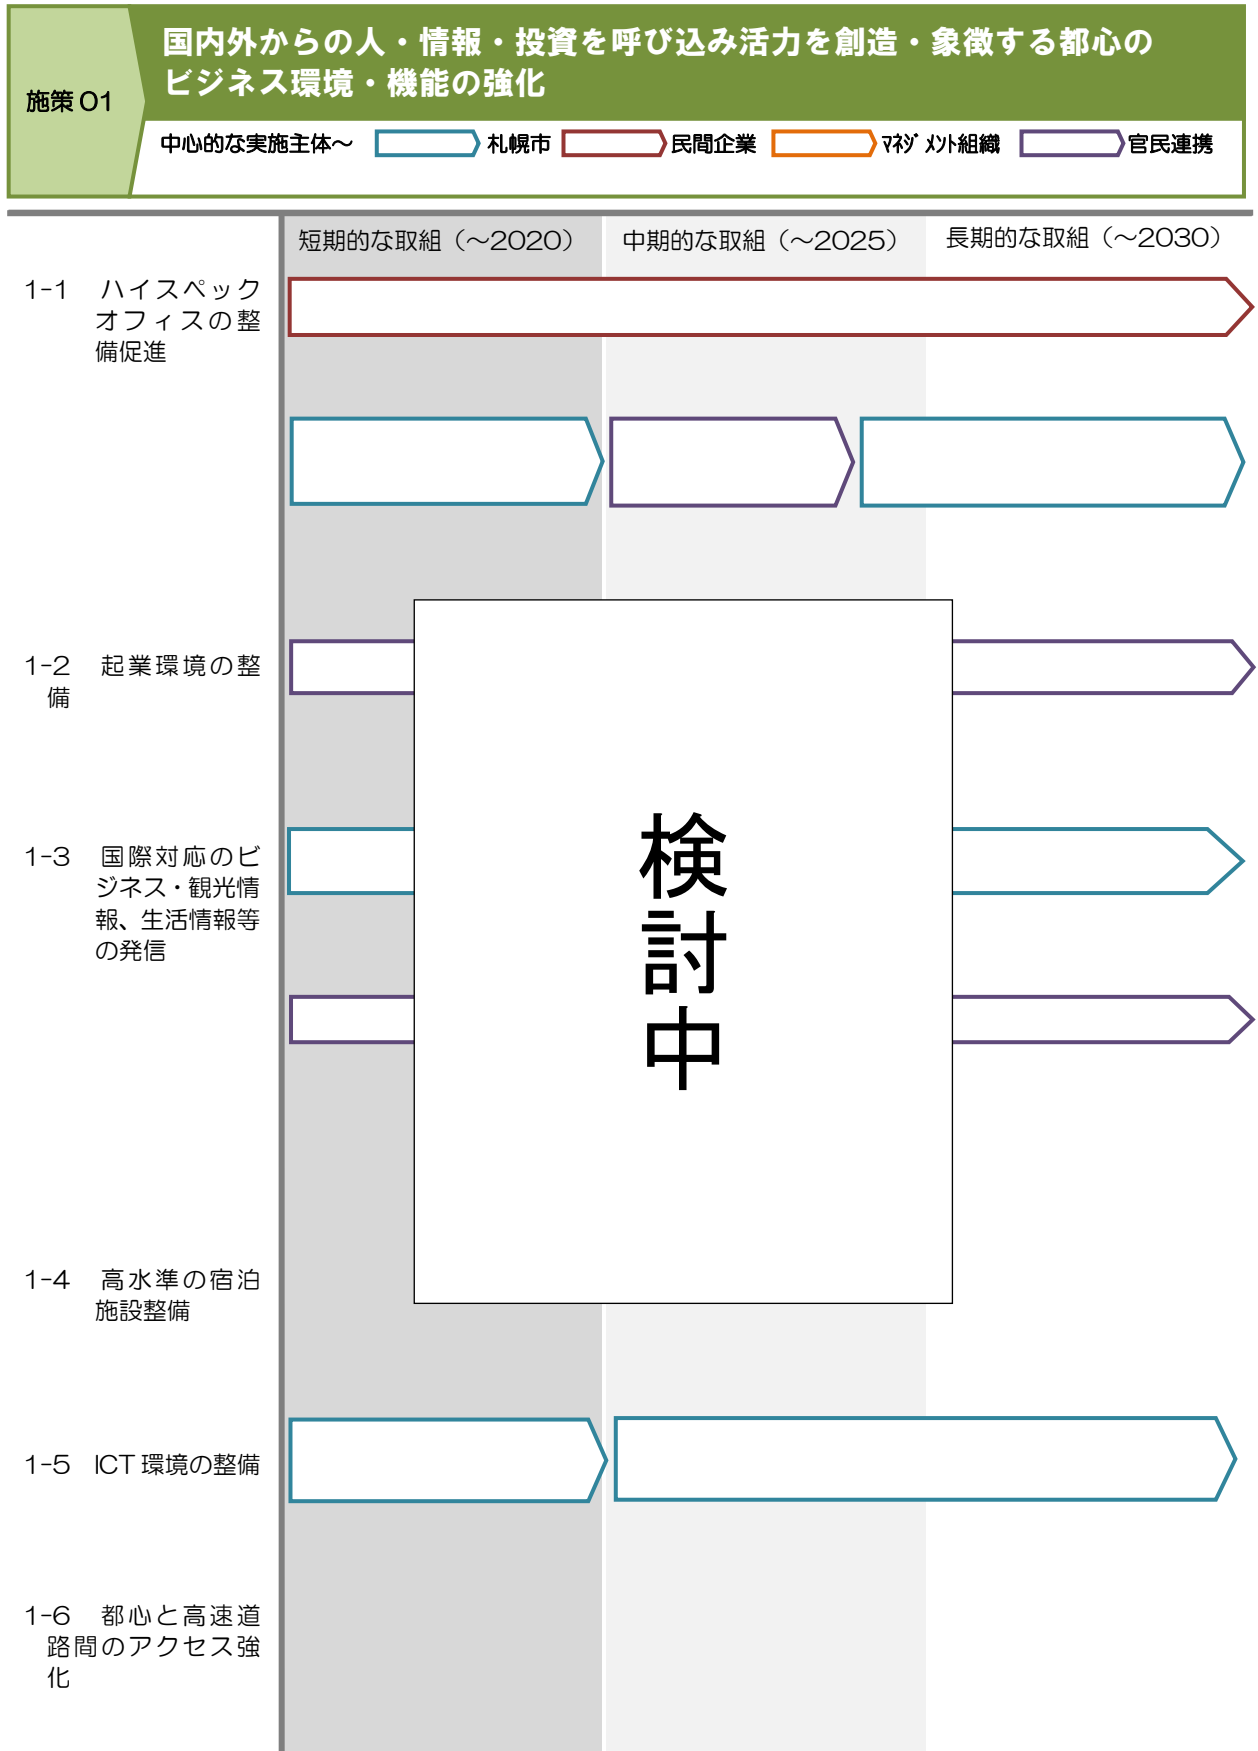 国内外からの人・情報・投資を呼び込み活力を創造・象徴する都心の
ビジネス環境・機能の強化
施策 01
中心的な実施主体～ 札幌市 民間企業 ﾏﾈｼﾞﾒﾝﾄ組織 官民連携
短期的な取組（～2020） 中期的な取組（～2025） 長期的な取組（～2030）
1-1 ハイスペック
オフィスの整
備促進
1-2 起業環境の整
備
1-3 国際対応のビ
ジネス・観光情
報、生活情報等
の発信
検討中
1-4 高水準の宿泊
施設整備
1-5 ICT 環境の整備
1-6 都心と高速道
路間のアクセス強
化